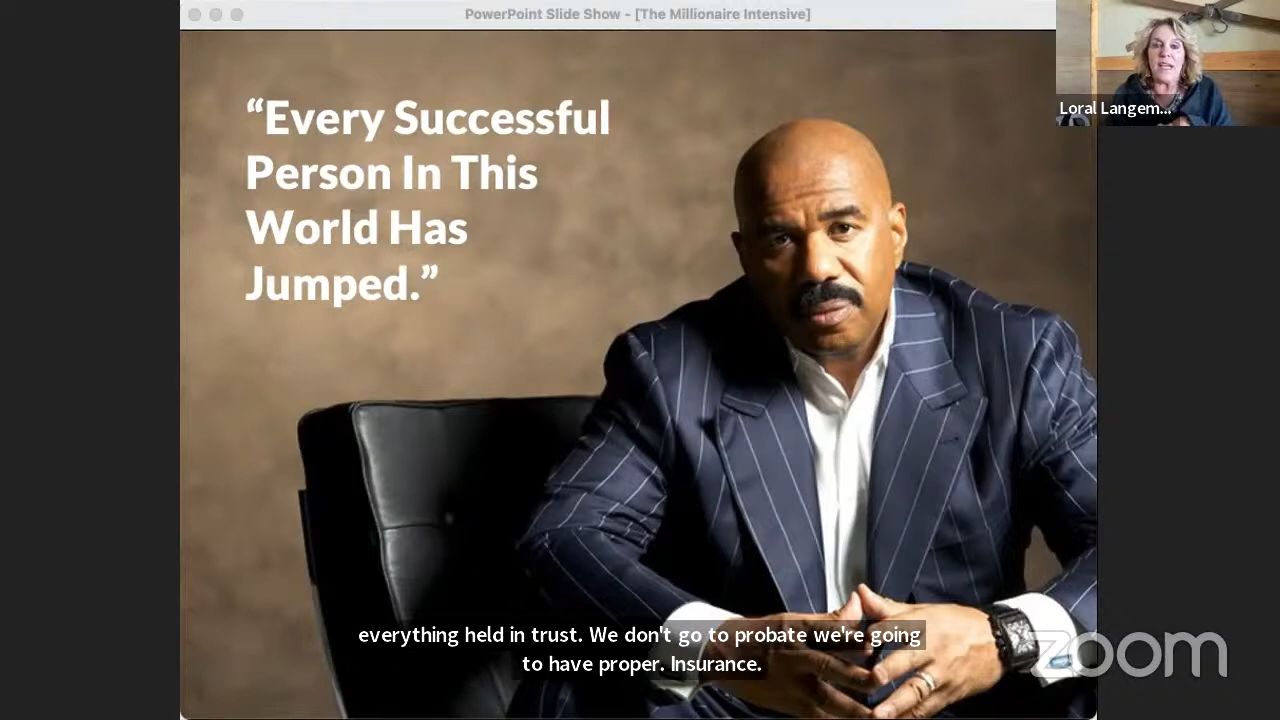 PowerPoint Slide Show - [The Millionaire Intensive]
“Every Successful
Person In This
World Has
Jumped.”
Loral Langem...
everything held in trust. We don't go to probate we're going
to have proper. Insurance.
zoom